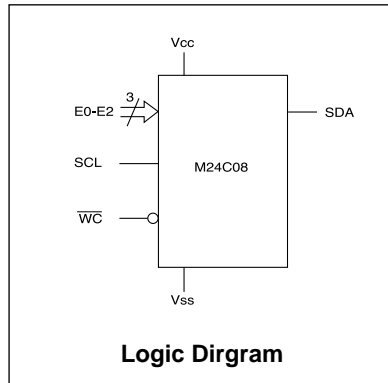 Vcc
3
E0-E2
SDA
SCL
M24C08
WC
Vss
Logic Dirgram